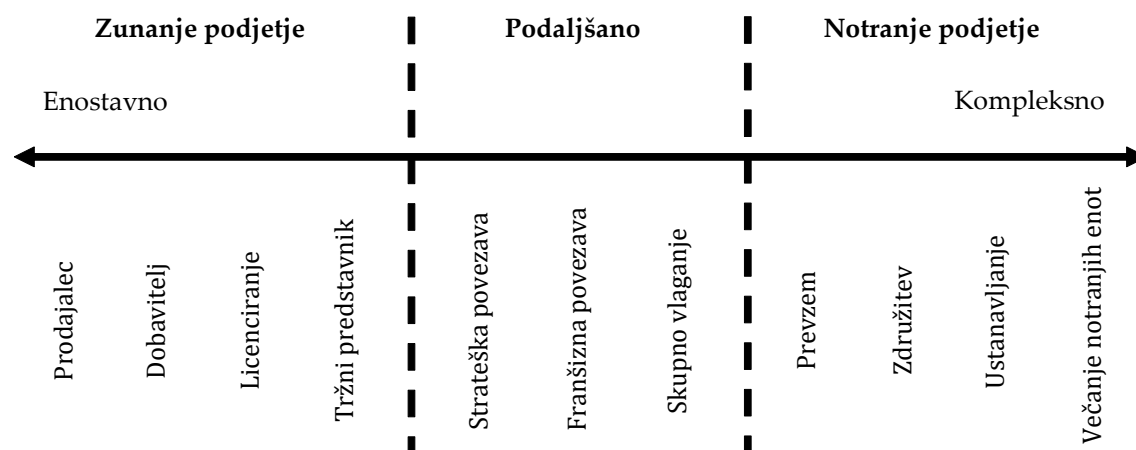 Zunanje podjetje
Podaljšano
Notranje podjetje
Enostavno
Kompleksno
Prodajalec
Dobavitelj
Licenciranje
Tržni predstavnik
Strateška povezava
Franšizna povezava
Skupno vlaganje
Prevzem
Združitev
Ustanavljanje
Večanje notranjih enot